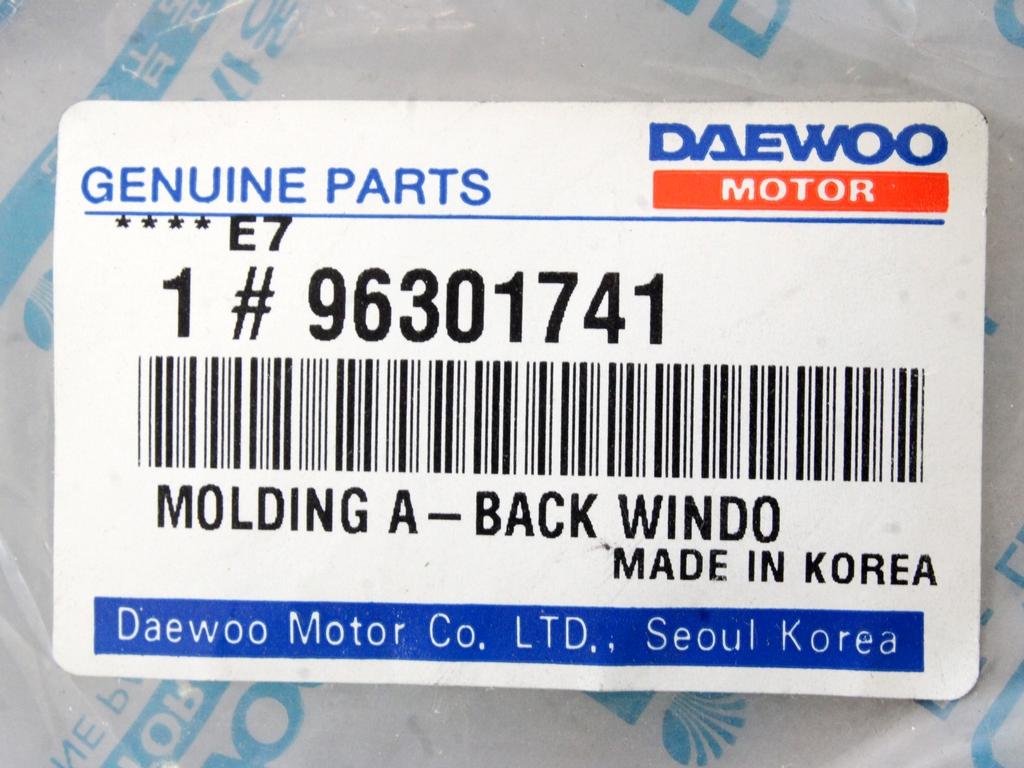 DAEWOO
MOTOR
GENUINE PARTS
**** E7
1 # 96301741
MOLDING A – BACK WINDO
MADE IN KOREA
Daewoo Motor Co. LTD., Seoul Korea